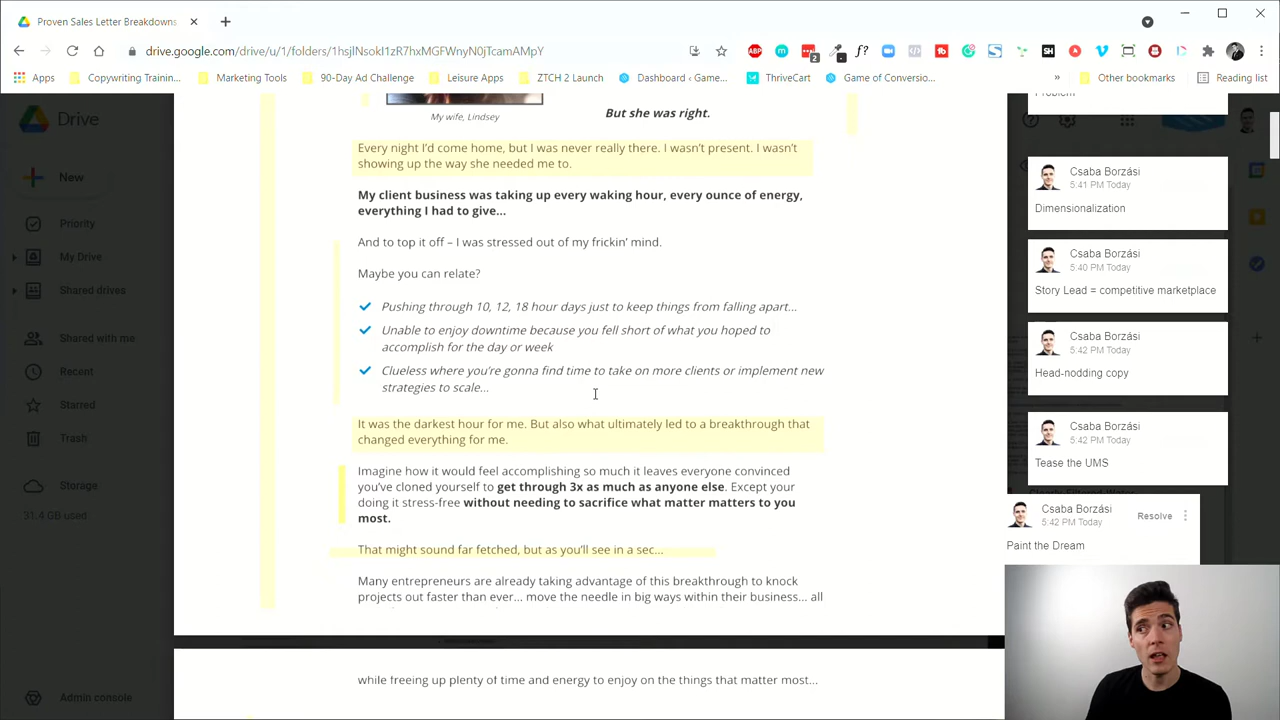 Proven Sales Letter Breakdowns
drive.google.com/drive/u/1/folders/1hsjlNsokI1zR7hxMGFWnyN0jTcamAMpY
Apps
Copywriting Trainin...
Marketing Tools
90-Day Ad Challenge
Leisure Apps
ZTCH 2 Launch
Dashboard ‹ Game...
ThriveCart
Game of Conversio...
»
Other bookmarks
Reading list
Drive
New
Priority
My Drive
Shared drives
Shared with me
Recent
Starred
Trash
Storage
31.4 GB used
Admin console
My wife, Lindsey
But she was right.
Every night I'd come home, but I was never really there. I wasn't present. I wasn't
showing up the way she needed me to.
My client business was taking up every waking hour, every ounce of energy,
everything I had to give...
And to top it off – I was stressed out of my frickin' mind.
Maybe you can relate?
Pushing through 10, 12, 18 hour days just to keep things from falling apart...
Unable to enjoy downtime because you fell short of what you hoped to
accomplish for the day or week
Clueless where you're gonna find time to take on more clients or implement new
strategies to scale...
It was the darkest hour for me. But also what ultimately led to a breakthrough that
changed everything for me.
Imagine how it would feel accomplishing so much it leaves everyone convinced
you've cloned yourself to get through 3x as much as anyone else. Except your
doing it stress-free without needing to sacrifice what matter matters to you
most.
That might sound far fetched, but as you'll see in a sec...
Many entrepreneurs are already taking advantage of this breakthrough to knock
projects out faster than ever... move the needle in big ways within their business... all
while freeing up plenty of time and energy to enjoy on the things that matter most...
Problem
Csaba Borzási
5:41 PM Today
Dimensionalization
Csaba Borzási
5:40 PM Today
Story Lead = competitive marketplace
Csaba Borzási
5:42 PM Today
Head-nodding copy
Csaba Borzási
5:42 PM Today
Tease the UMS
Csaba Borzási
5:42 PM Today
Resolve
Paint the Dream